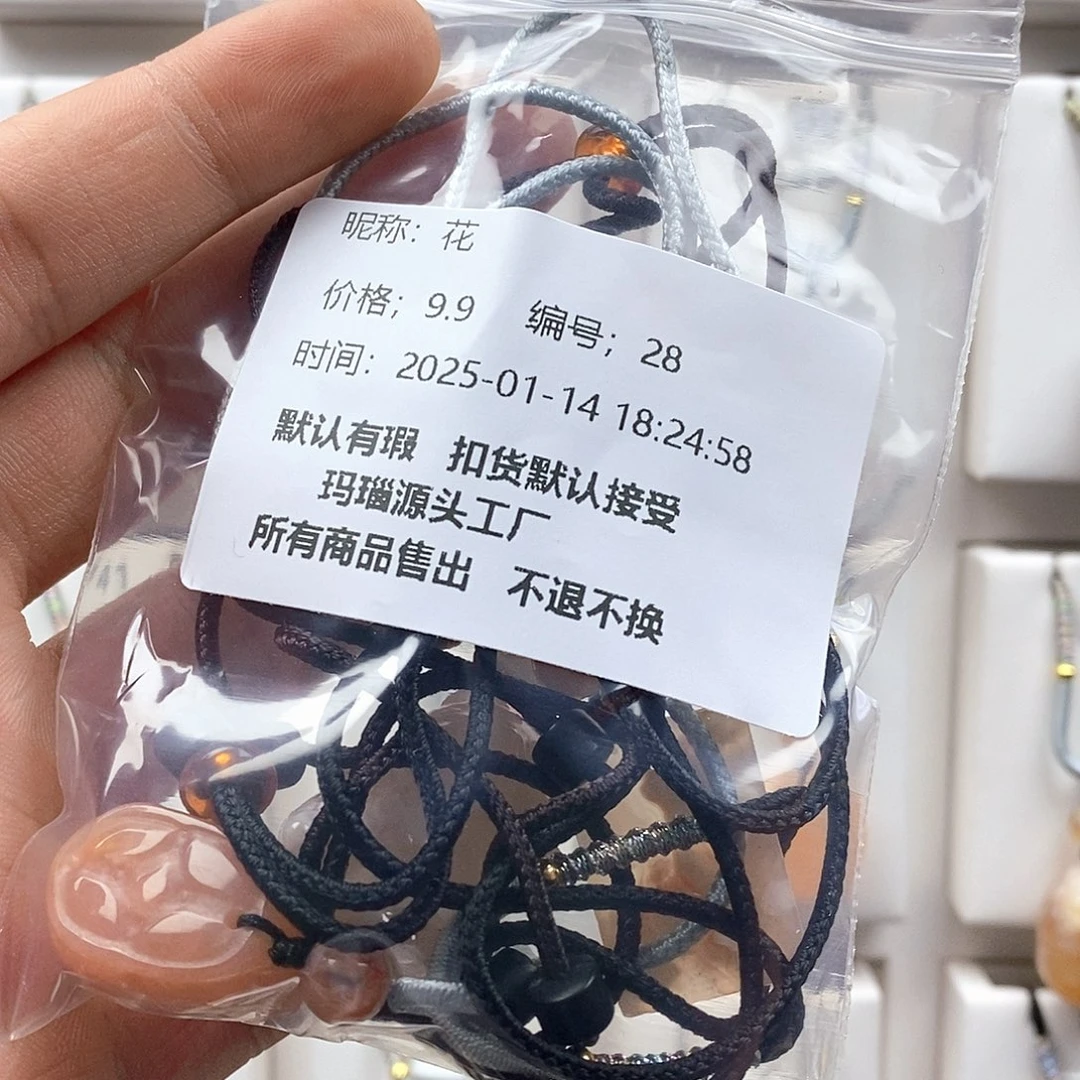 昵称：花
价格；9.9 编号；28
时间：2025-01-14 18:24:58
默认有瑕 扣货默认接受
玛瑙源头工厂
所有商品售出 不退不换